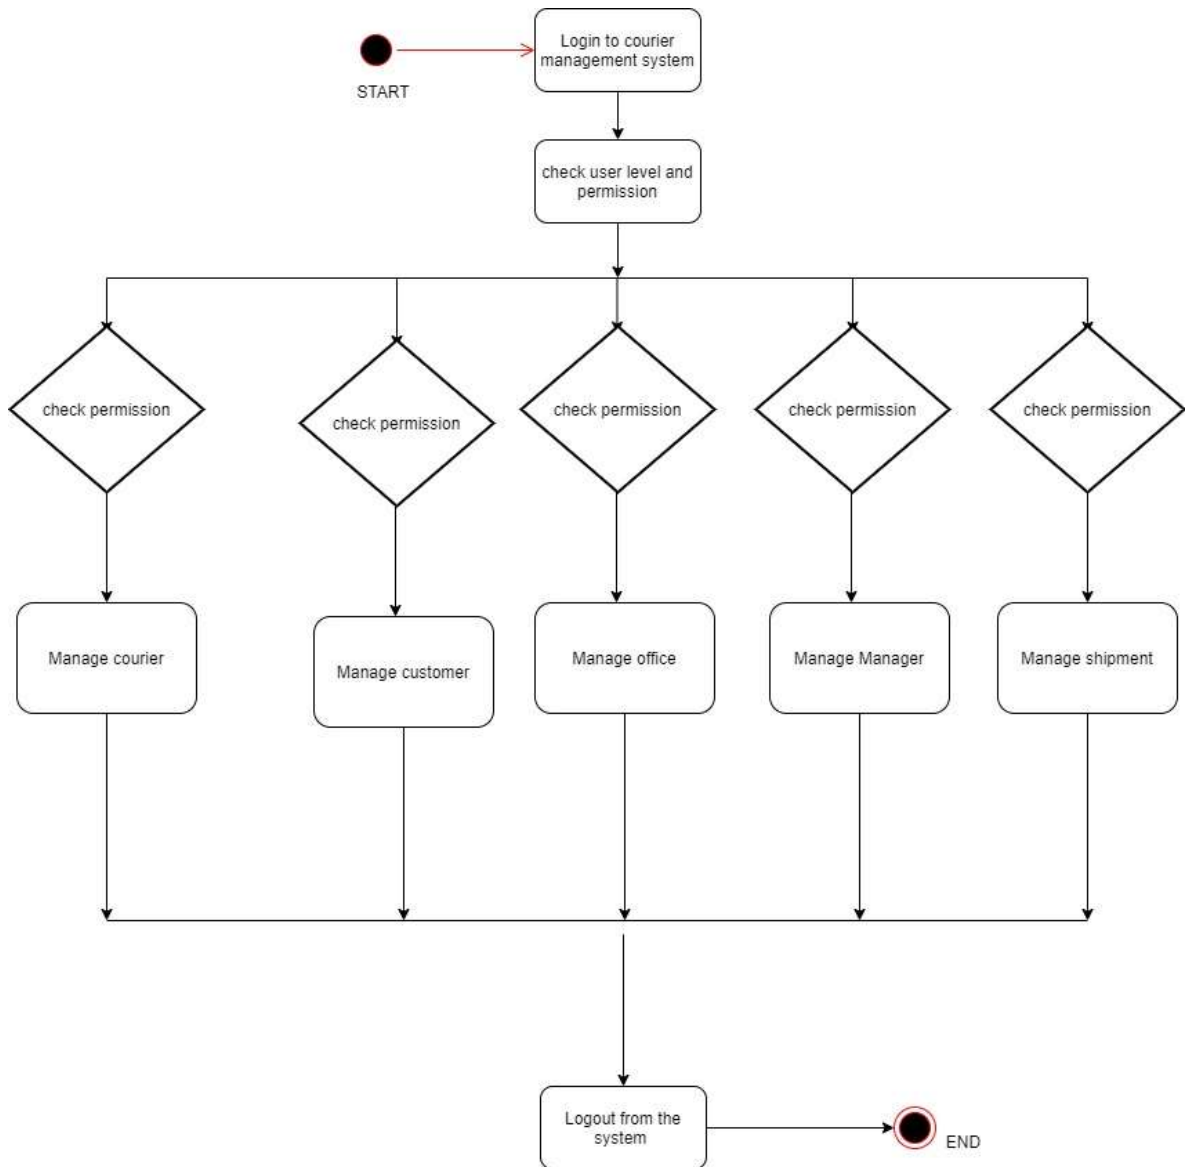 Login to courier
management system
START
check user level and
permission
check permission
check permission
check permission
check permission
check permission
Manage courier
Manage customer
Manage office
Manage Manager
Manage shipment
Logout from the
system
END